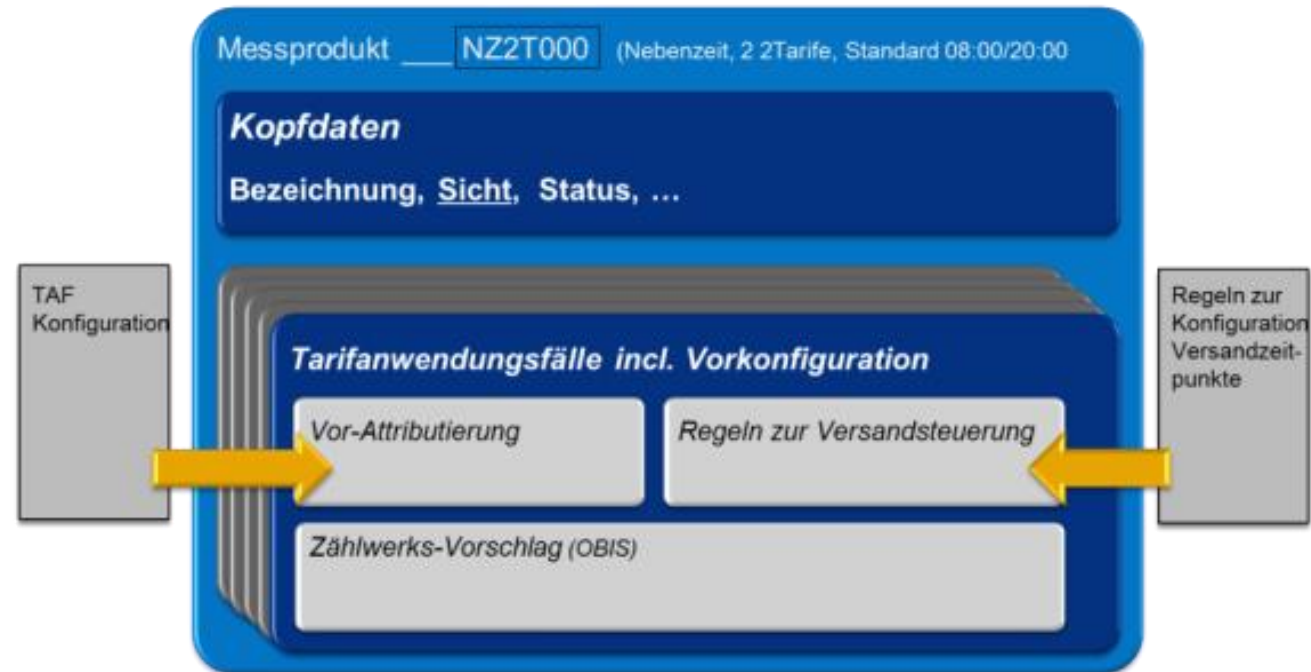 Messprodukt ___ NZ2T000 (Nebenzeit, 2 2Tarife, Standard 08:00/20:00
Kopfdaten
Bezeichnung, Sicht, Status, …
TAF
Konfiguration
Tarifanwendungsfälle incl. Vorkonfiguration
Vor-Attributierung
Regeln zur Versandsteuerung
Zählwerks-Vorschlag (OBIS)
Regeln zur
Konfiguration
Versandzeit-
punkte